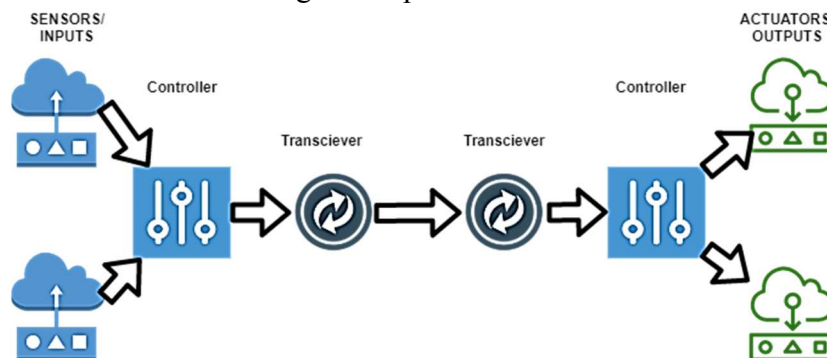 SENSORS/
INPUTS
ACTUATORS
OUTPUTS
Controller
Controller
Transciever
Transciever